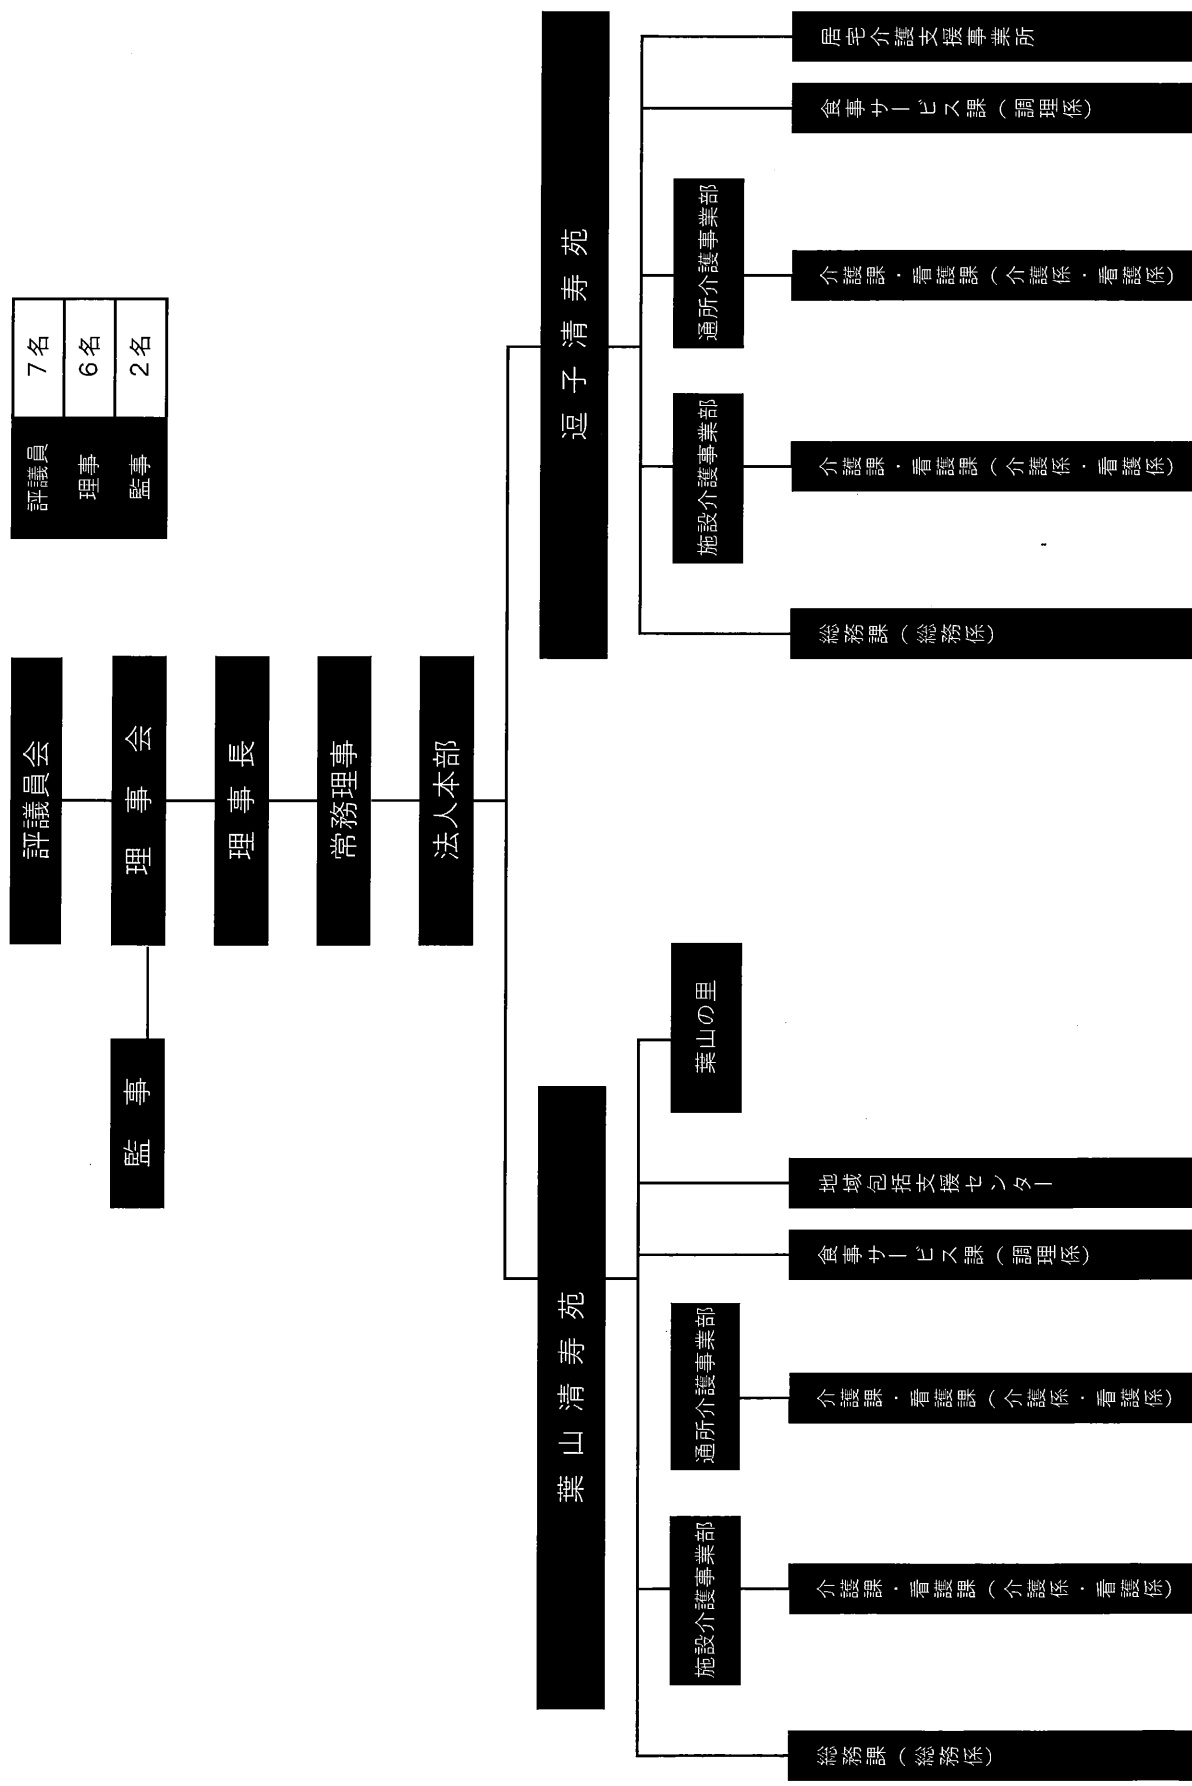 評議員 7名
理事 6名
監事 2名
評議員会
理事会
監事
理事長
常務理事
法人本部
葉山清寿苑
総務課(総務係)
施設介護事業部
介護課・看護課(介護係・看護係)
通所介護事業部
介護課・看護課(介護係・看護係)
食事サービス課(調理係)
地域包括支援センター
葉山の里
逗子清寿苑
総務課(総務係)
施設介護事業部
介護課・看護課(介護係・看護係)
通所介護事業部
介護課・看護課(介護係・看護係)
食事サービス課(調理係)
居宅介護支援事業所